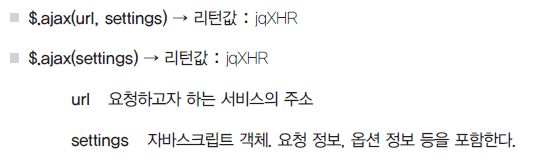 $.ajax(url, settings) → 리턴값 : jqXHR
$.ajax(settings) → 리턴값 : jqXHR
url 요청하고자 하는 서비스의 주소
settings 자바스크립트 객체. 요청 정보, 옵션 정보 등을 포함한다.